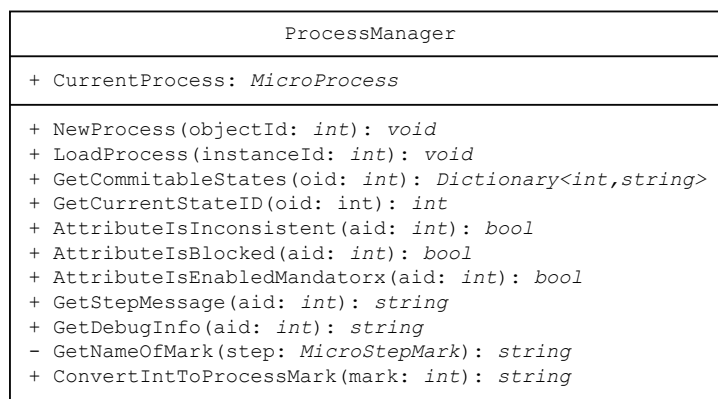 ProcessManager
+ CurrentProcess: MicroProcess
+ NewProcess(objectId: int): void
+ LoadProcess(instanceId: int): void
+ GetCommitableStates(oid: int): Dictionary<int,string>
+ GetCurrentStateID(oid: int): int
+ AttributeIsInconsistent(aid: int): bool
+ AttributeIsBlocked(aid: int): bool
+ AttributeIsEnabledMandatorx(aid: int): bool
+ GetStepMessage(aid: int): string
+ GetDebugInfo(aid: int): string
- GetNameOfMark(step: MicroStepMark): string
+ ConvertIntToProcessMark(mark: int): string